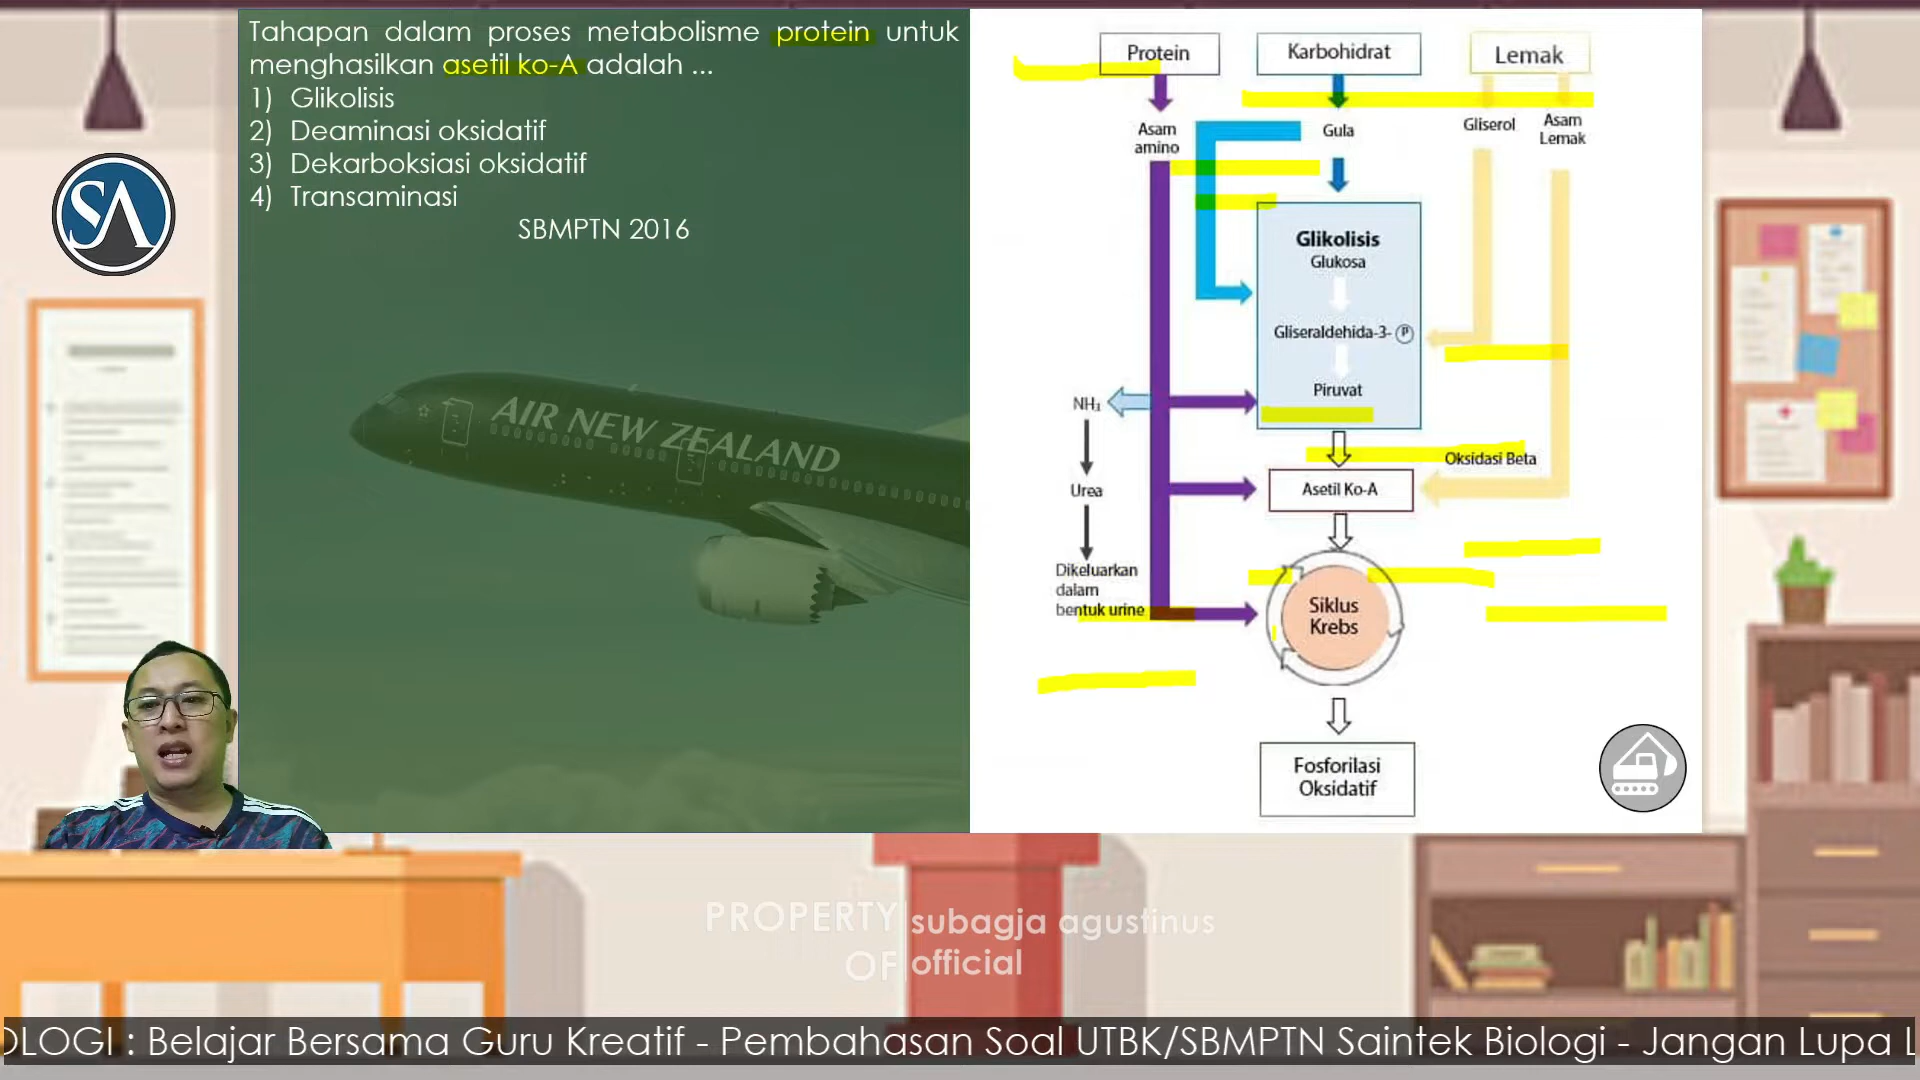 Tahapan dalam proses metabolisme protein untuk
menghasilkan asetil ko-A adalah ...
1) Glikolisis
2) Deaminasi oksidatif
3) Dekarboksiasi oksidatif
4) Transaminasi
SBMPTN 2016
SA
AIR NEW ZEALAND
Protein
Karbohidrat
Lemak
Asam
amino
Gula
Gliserol
Asam
Lemak
Glikolisis
Glukosa
Gliseraldehida-3- P
Piruvat
NH₃
Oksidasi Beta
Urea
Asetil Ko-A
Dikeluarkan
dalam
bentuk urine
Siklus
Krebs
Fosforilasi
Oksidatif
PROPERTY
OF
subagja agustinus
official
OLOGI : Belajar Bersama Guru Kreatif - Pembahasan Soal UTBK/SBMPTN Saintek Biologi - Jangan Lupa L